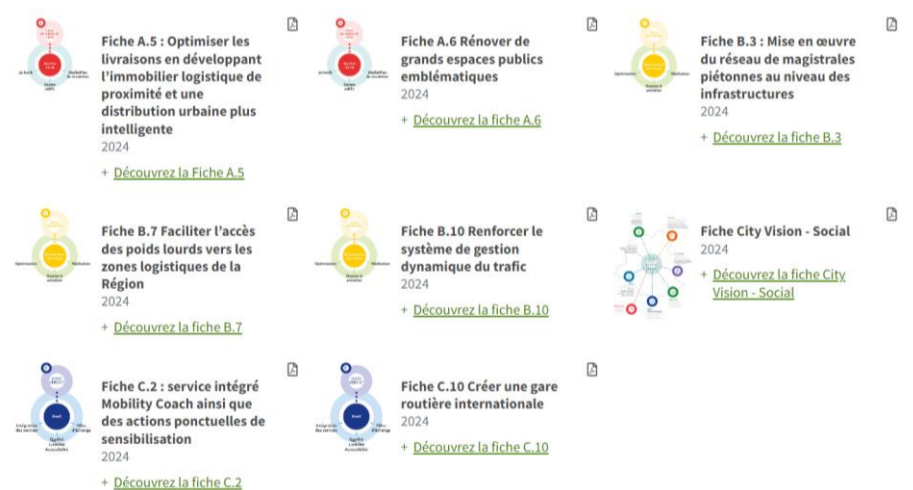 Fiche A.5 : Optimiser les
livraisons en développant
l'immobilier logistique de
proximité et une
distribution urbaine plus
intelligente
2024
+ Découvrez la Fiche A.5
Fiche A.6 Rénover de
grands espaces publics
emblématiques
2024
+ Découvrez la fiche A.6
Fiche B.3 : Mise en œuvre
du réseau de magistrales
piétonnes au niveau des
infrastructures
2024
+ Découvrez la fiche B.3
Fiche B.7 Faciliter l'accès
des poids lourds vers les
zones logistiques de la
Région
2024
+ Découvrez la fiche B.7
Fiche B.10 Renforcer le
système de gestion
dynamique du trafic
2024
+ Découvrez la fiche B.10
Fiche City Vision - Social
2024
+ Découvrez la fiche City
Vision - Social
Fiche C.2 : service intégré
Mobility Coach ainsi que
des actions ponctuelles de
sensibilisation
2024
+ Découvrez la fiche C.2
Fiche C.10 Créer une gare
routière internationale
2024
+ Découvrez la fiche C.10